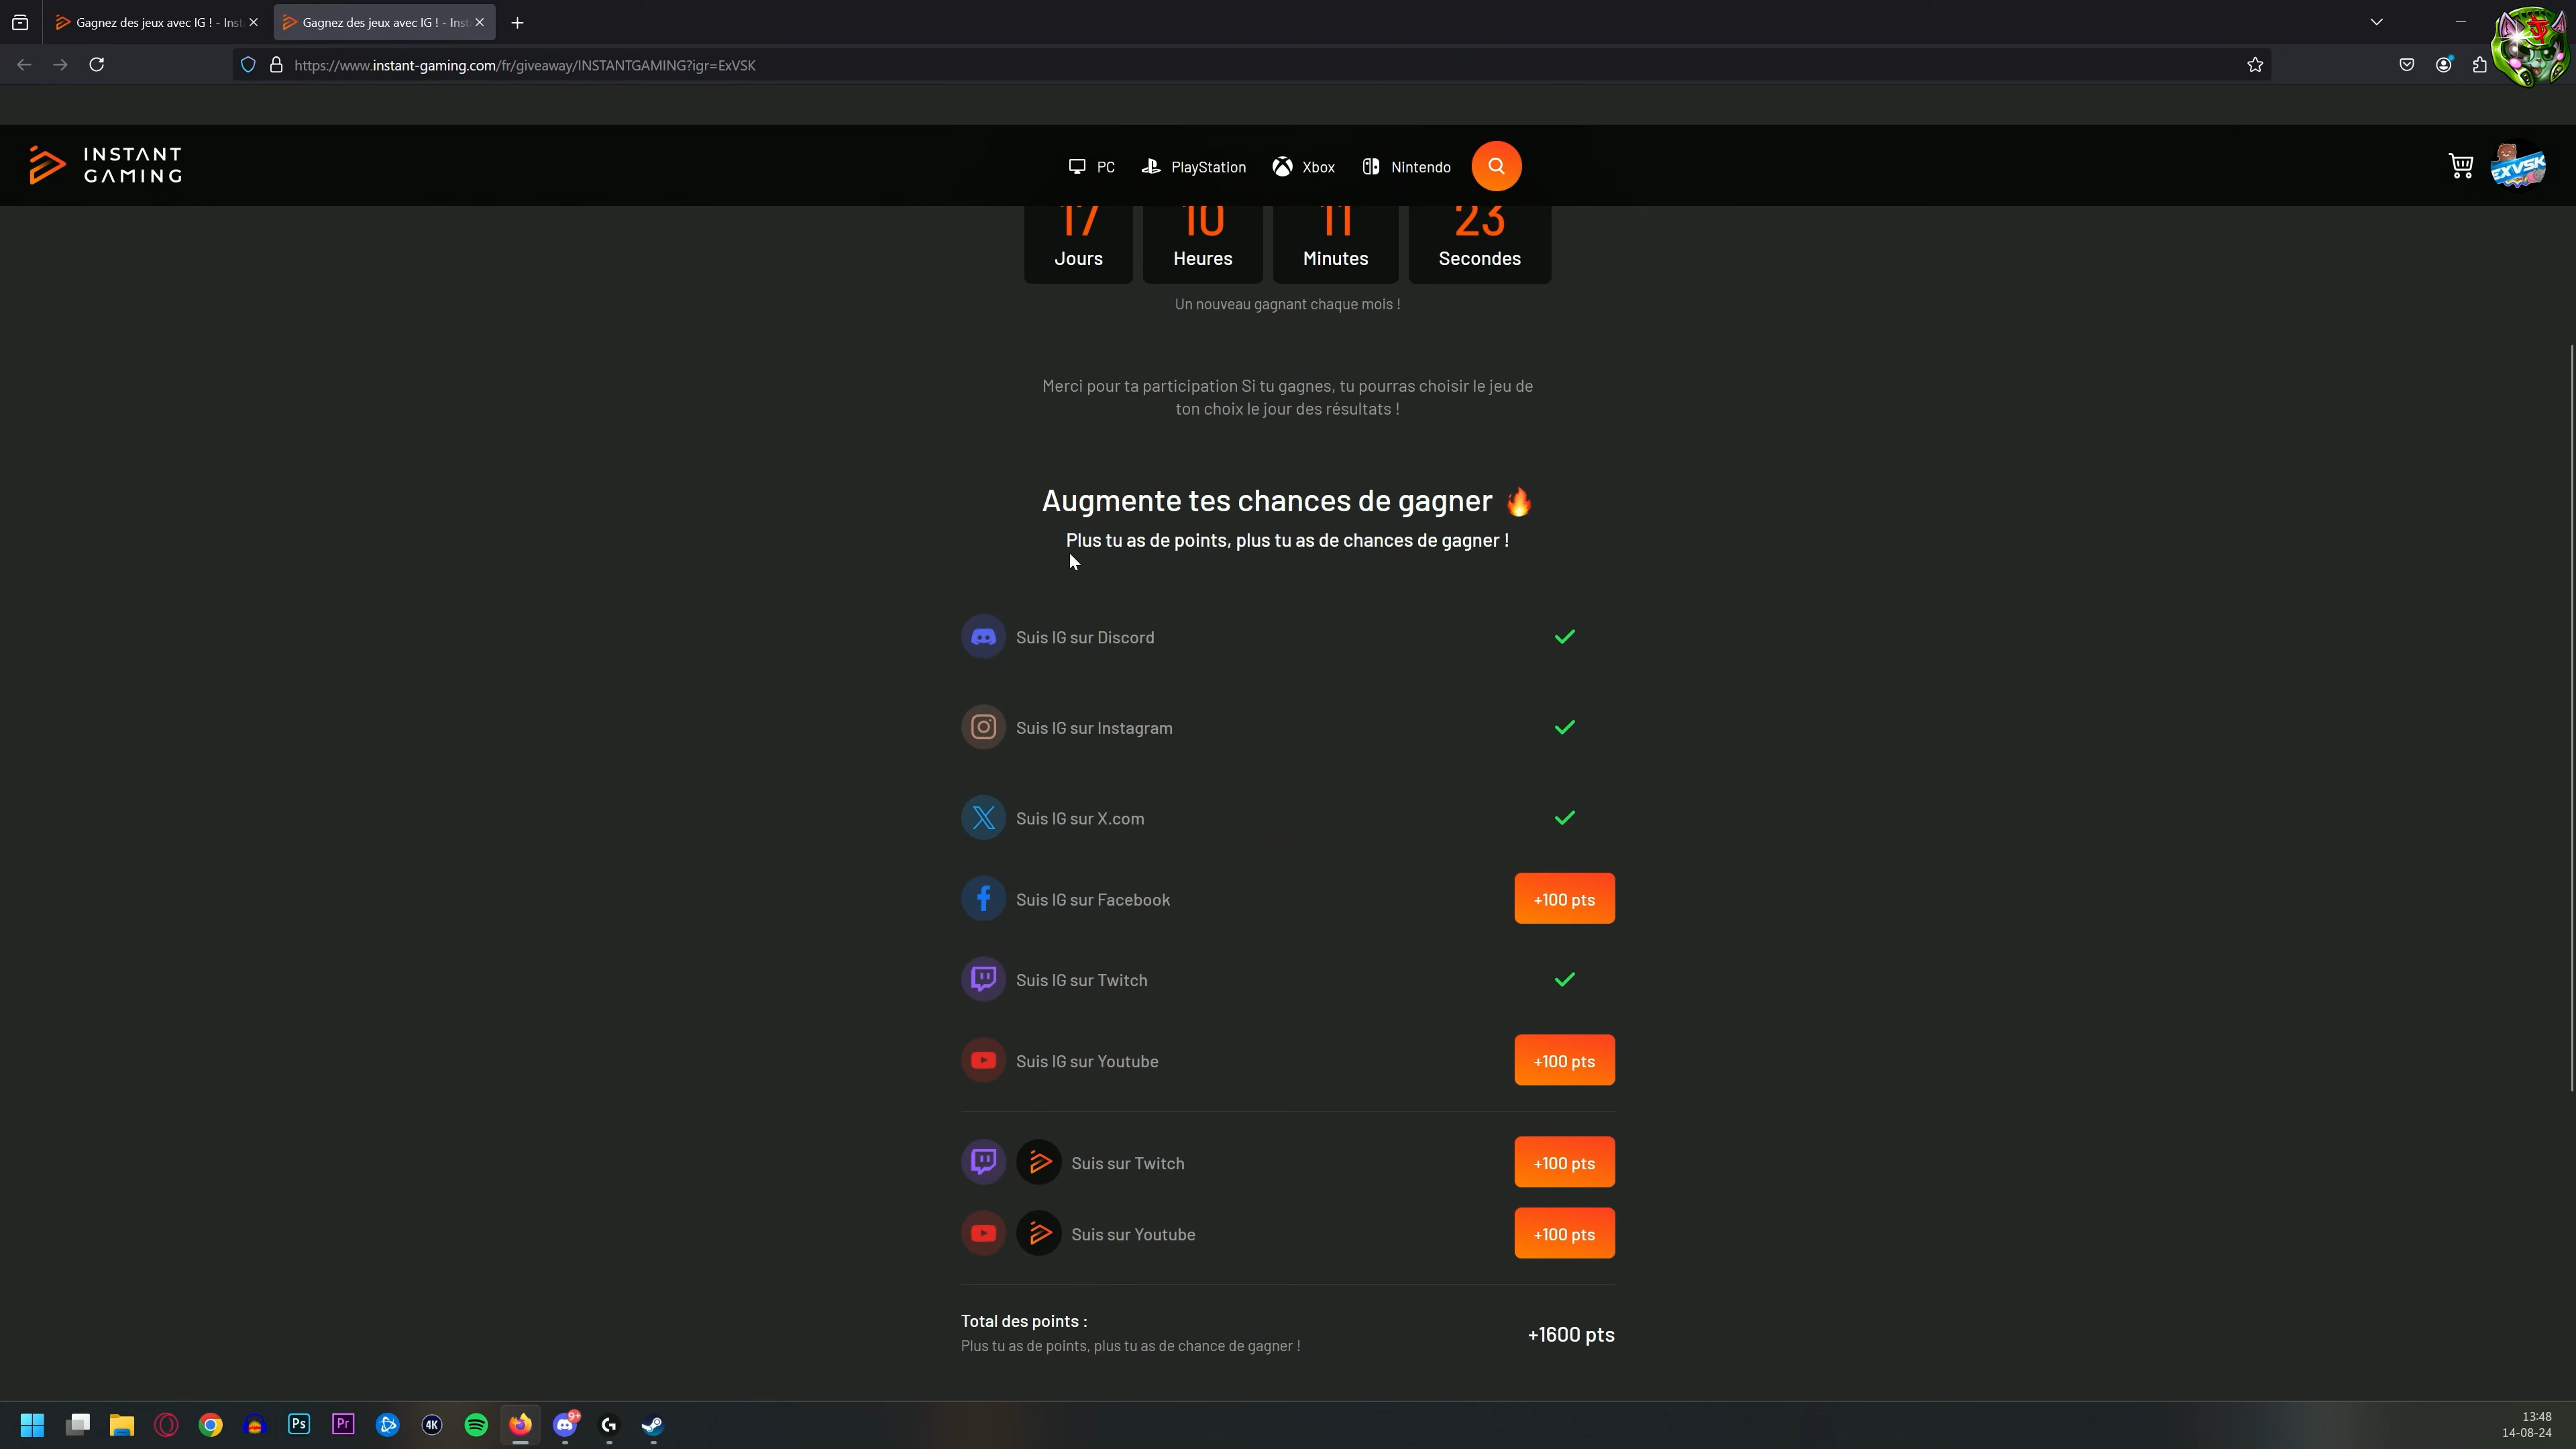 Gagnez des jeux avec IG ! - Inst
Gagnez des jeux avec IG ! - Inst
https://www.instant-gaming.com/fr/giveaway/INSTANTGAMING?igr=ExVSK
INSTANT
GAMING
PC
PlayStation
Xbox
Nintendo
EXVSK
17
10
11
23
Jours
Heures
Minutes
Secondes
Un nouveau gagnant chaque mois !
Merci pour ta participation Si tu gagnes, tu pourras choisir le jeu de
ton choix le jour des résultats !
Augmente tes chances de gagner 🔥
Plus tu as de points, plus tu as de chances de gagner !
Suis IG sur Discord
Suis IG sur Instagram
Suis IG sur X.com
Suis IG sur Facebook
+100 pts
Suis IG sur Twitch
Suis IG sur Youtube
+100 pts
Suis sur Twitch
+100 pts
Suis sur Youtube
+100 pts
Total des points :
+1600 pts
Plus tu as de points, plus tu as de chance de gagner !
Ps
Pr
4K
9+
13:48
14-08-24